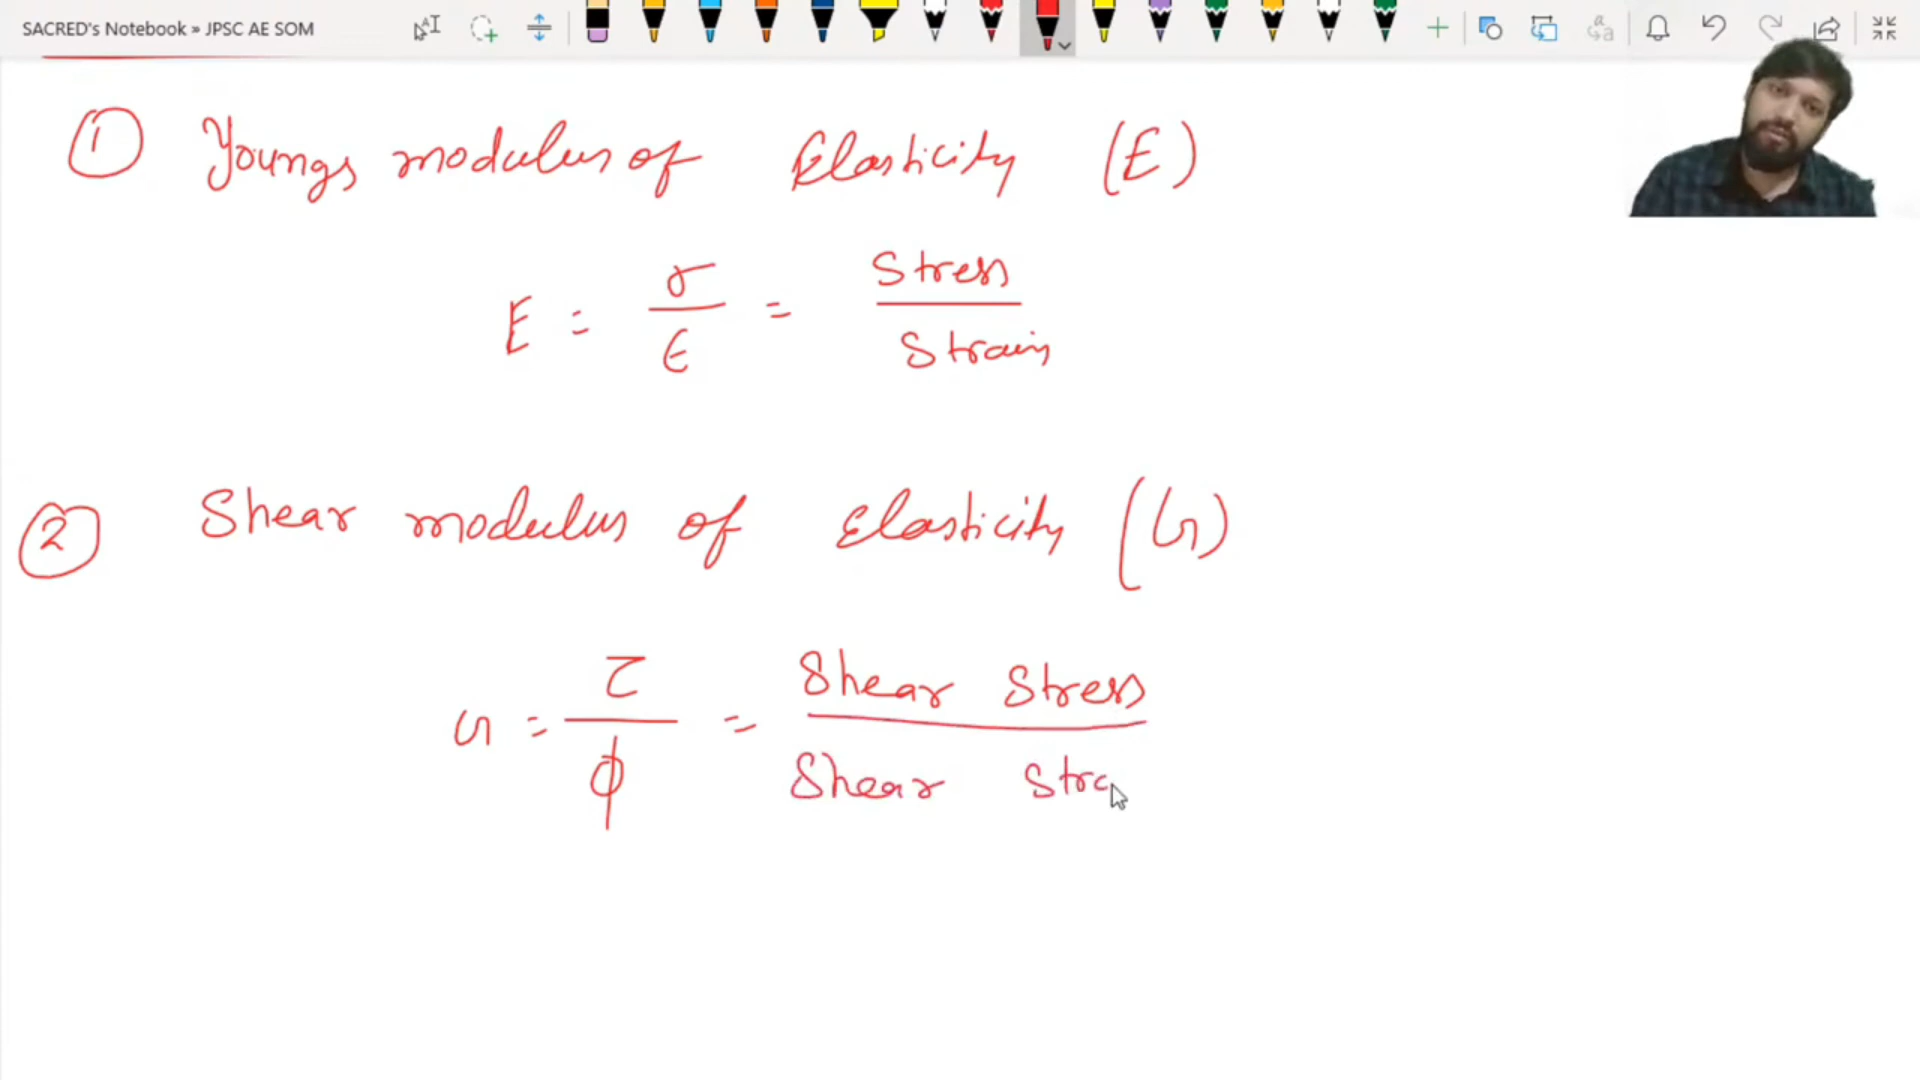 SACRED's Notebook » JPSC AE SOM
① Youngs modulus of Elasticity (E)
E = σ/ε = Stress/Strain
② Shear modulus of Elasticity (G)
G = τ/ϕ = Shear Stress/Shear Stra